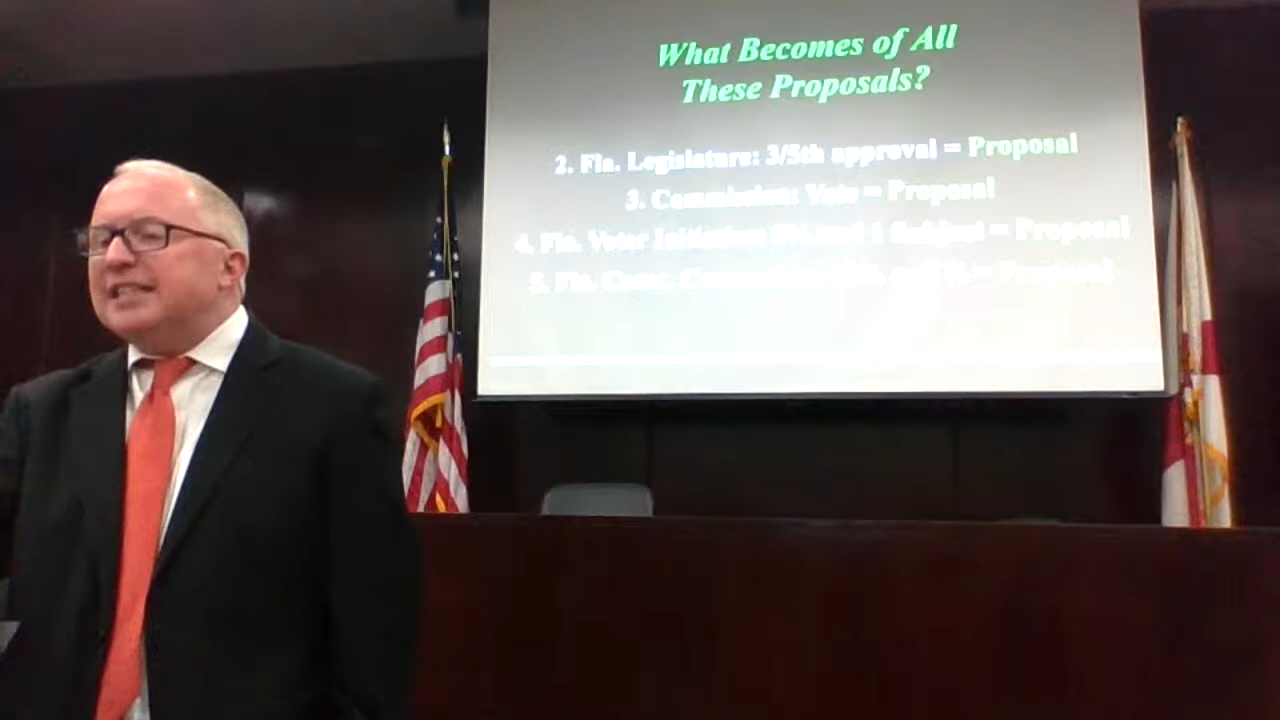 What Becomes of All
These Proposals?
2. Fla. Legislature: 3/5th approval = Proposal
3. Commission: Vote = Proposal
4. Fla. Voter Initiative: Subject = Proposal
5. Fla. = Proposal